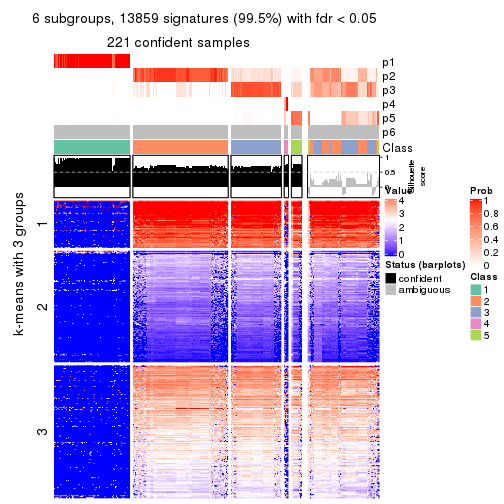 6 subgroups, 13859 signatures (99.5%) with fdr < 0.05
221 confident samples
p1
p2
p3
p4
p5
p6
Class
1
0.5
0
Silhouette
score
k-means with 3 groups
1
2
3
Value
4
3
2
1
0
Status (barplots)
confident
ambiguous
Prob
1
0.8
0.6
0.4
0.2
0
Class
1
2
3
4
5